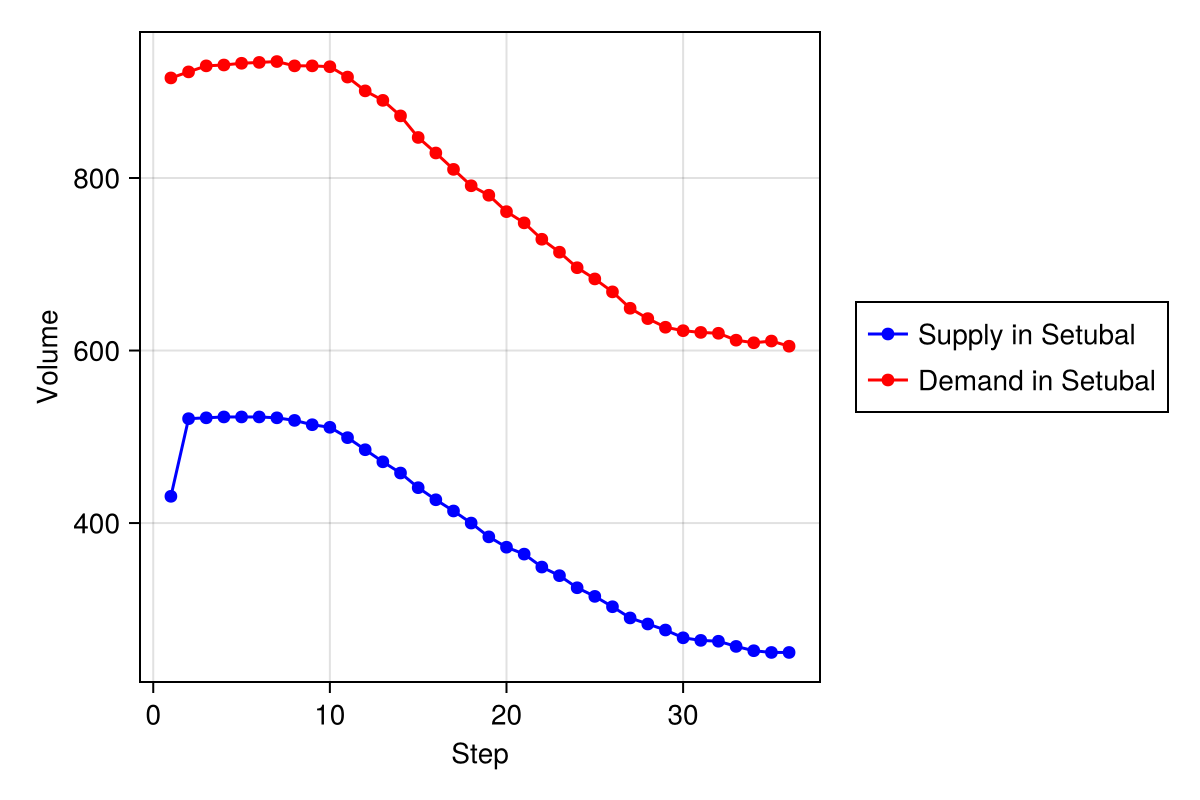 800
600
400
Volume
0 10 20 30
Step
Supply in Setubal
Demand in Setubal